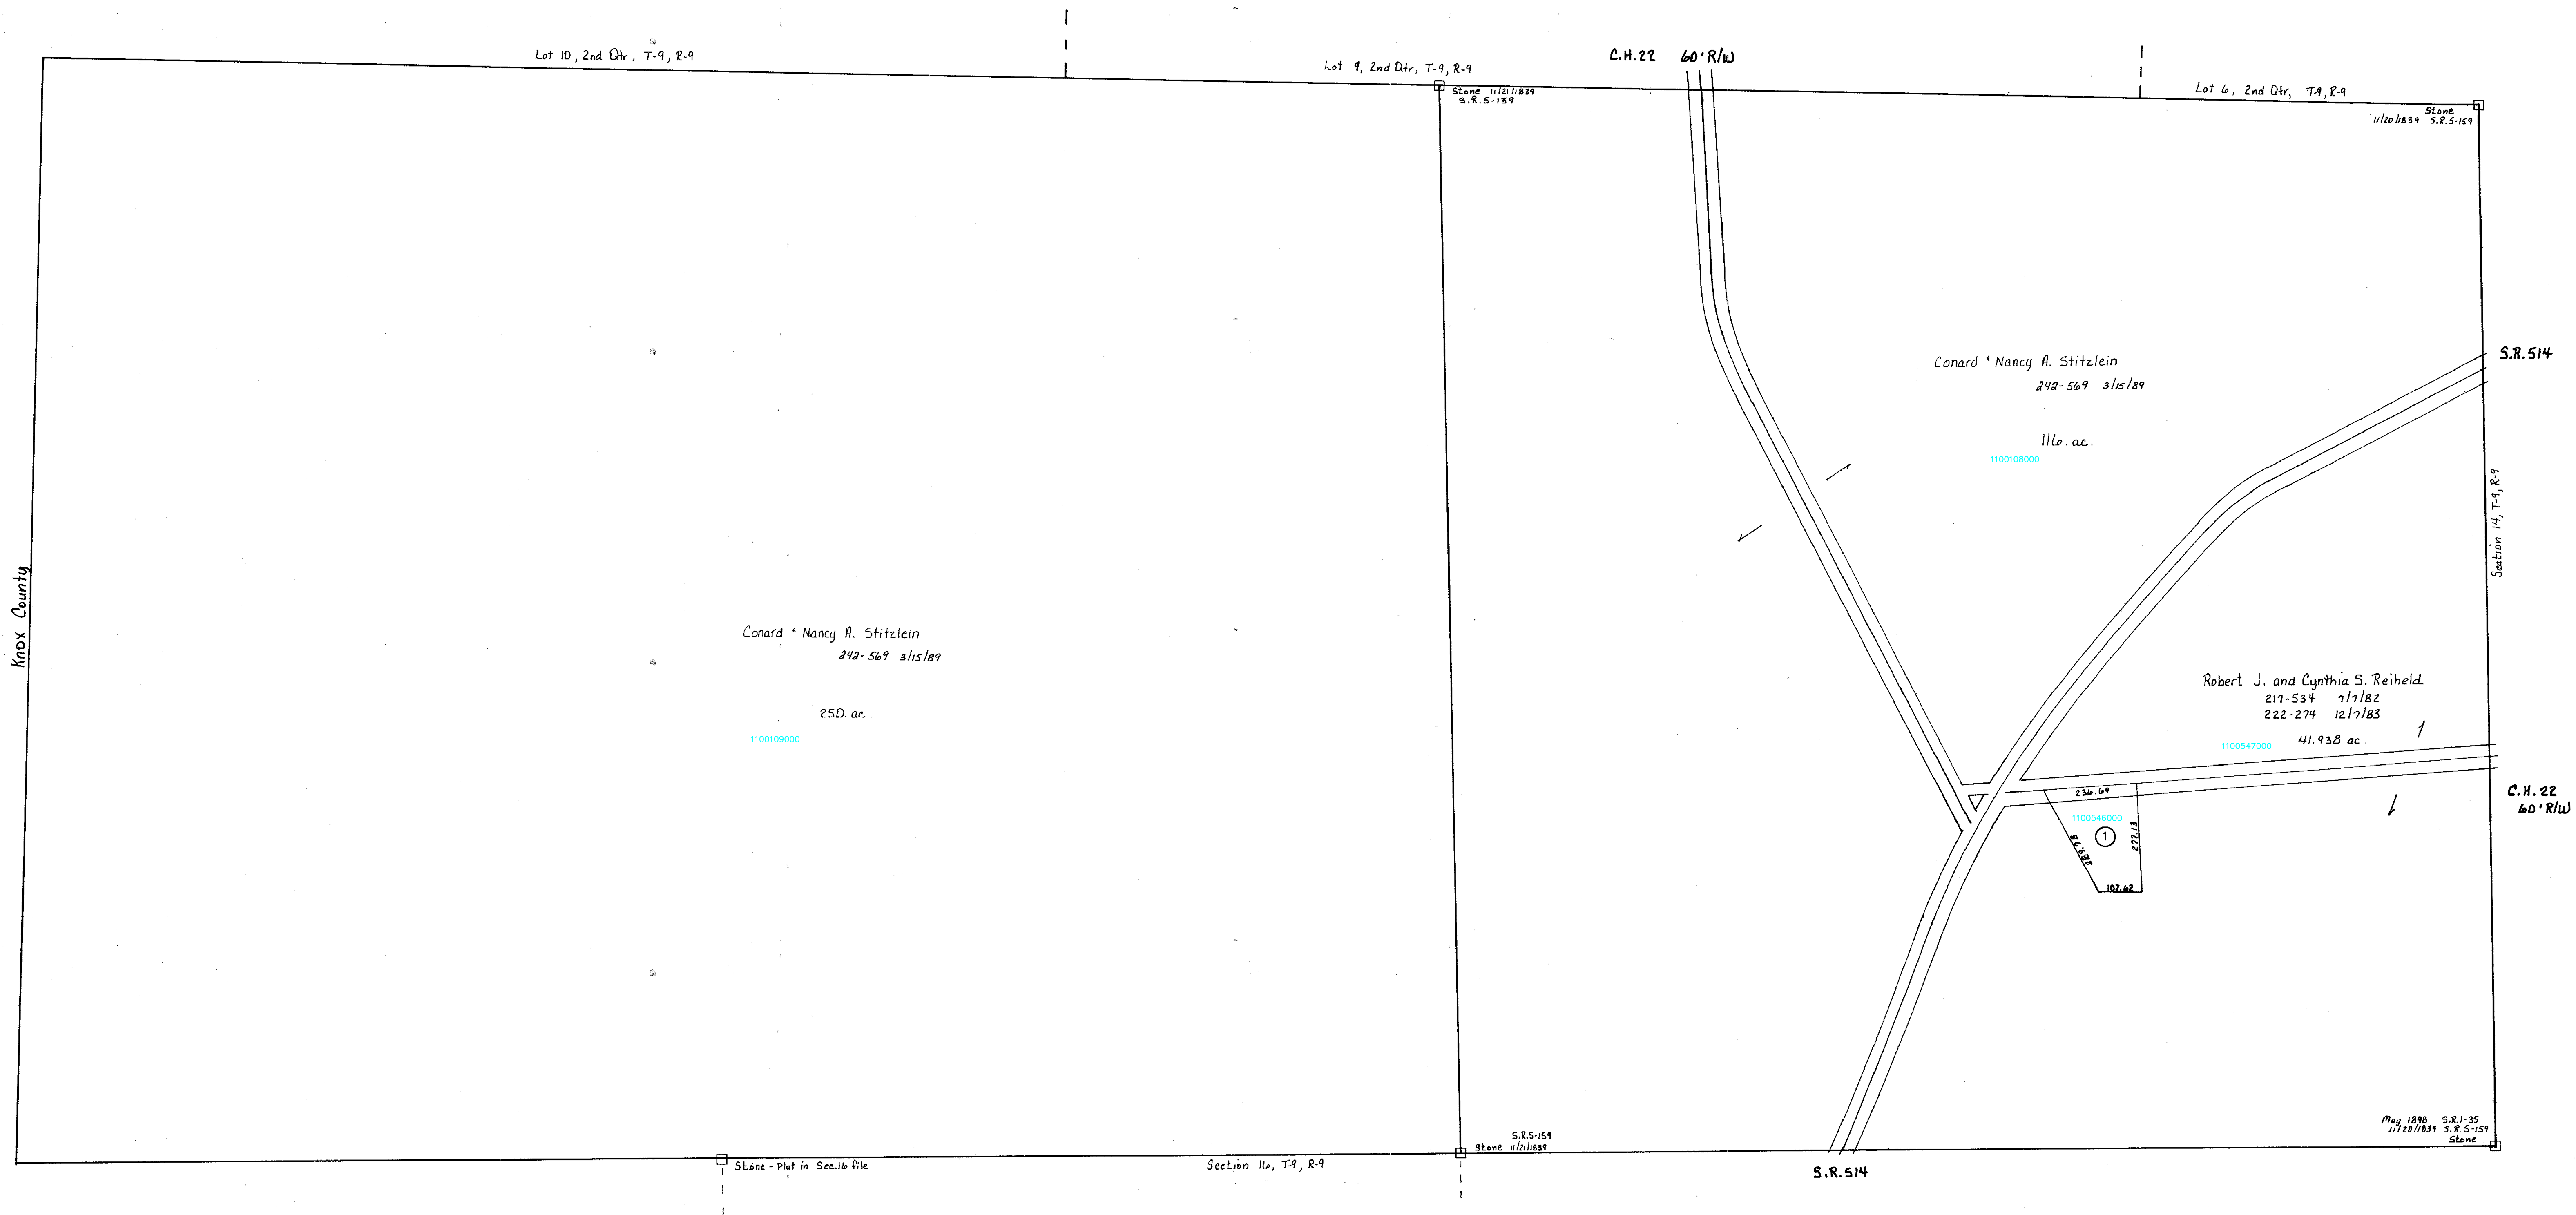 Lot 10, 2nd Qtr, T-9, R-9
Lot 9, 2nd Qtr, T-9, R-9
C.H.22 60' R/W
Lot 6, 2nd Qtr, T-9, R-9
Stone 11/21/1839
S.R.5-159
Stone
11/20/1839 S.R.5-159
S.R.514
Conard & Nancy A. Stitzlein
242-569 3/15/89
116. ac.
1100108000
Section 14, T-9, R-9
Knox County
Conard & Nancy A. Stitzlein
242-569 3/15/89
250. ac.
1100109000
Robert J. and Cynthia S. Reiheld
217-534 7/7/82
222-274 12/7/83
41.938 ac.
1100547000
C.H.22
60' R/W
236.69
1100546000
1
277.13
107.62
May 1898 S.R.1-35
11/20/1839 S.R.5-159
Stone
S.R.5-159
Stone 11/21/1839
Stone - Plat in Sec.16 file
Section 16, T-9, R-9
S.R.514